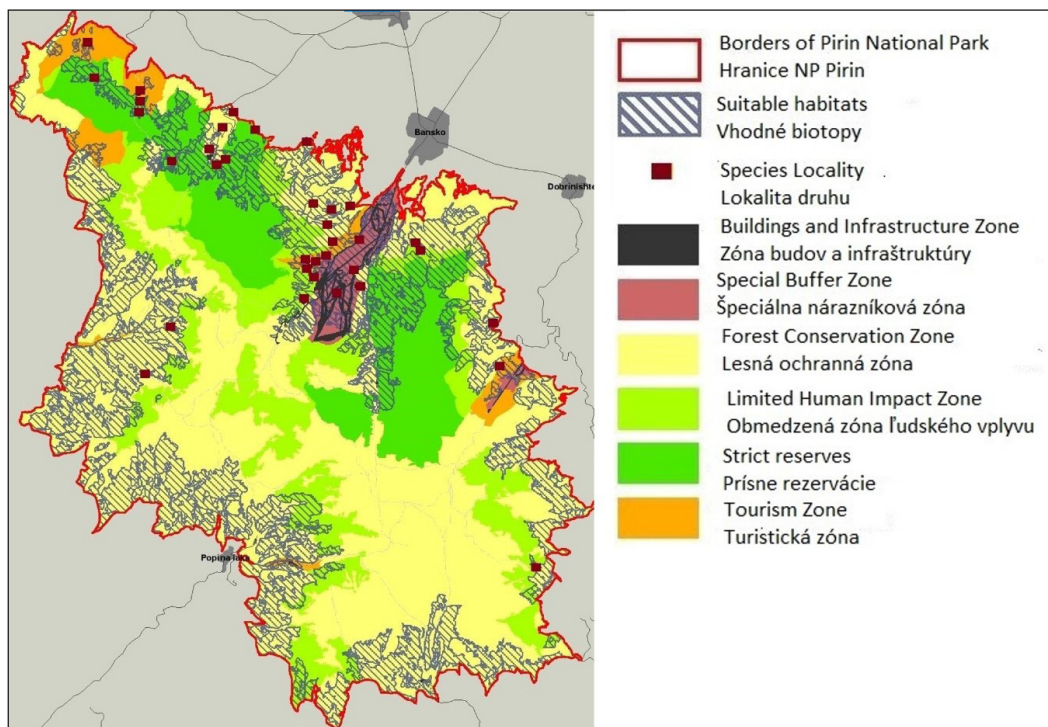 Bansko
Dobrinishte
Popina laka
Borders of Pirin National Park
Hranice NP Pirin
Suitable habitats
Vhodné biotopy
Species Locality
Lokalita druhu
Buildings and Infrastructure Zone
Zóna budov a infraštruktúry
Special Buffer Zone
Špeciálna nárazníková zóna
Forest Conservation Zone
Lesná ochranná zóna
Limited Human Impact Zone
Obmedzená zóna ľudského vplyvu
Strict reserves
Prísne rezervácie
Tourism Zone
Turistická zóna